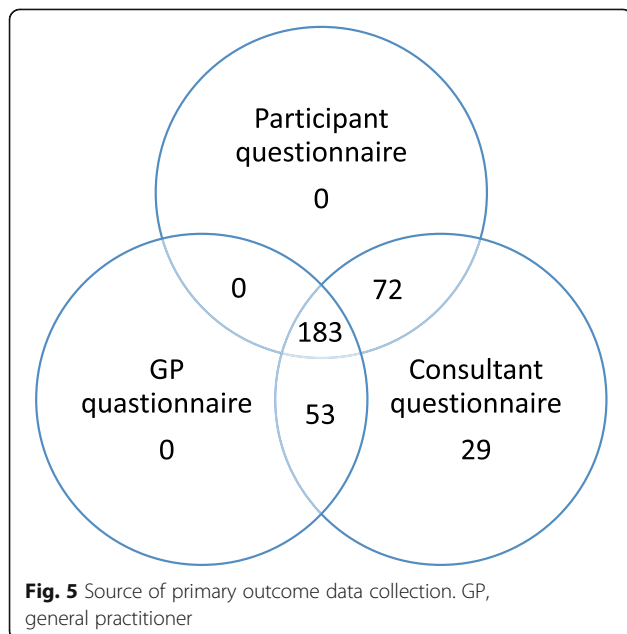 Participant
questionnaire
0
0
72
183
GP
quastionnaire
0
53
Consultant
questionnaire
29
Fig. 5 Source of primary outcome data collection. GP,
general practitioner